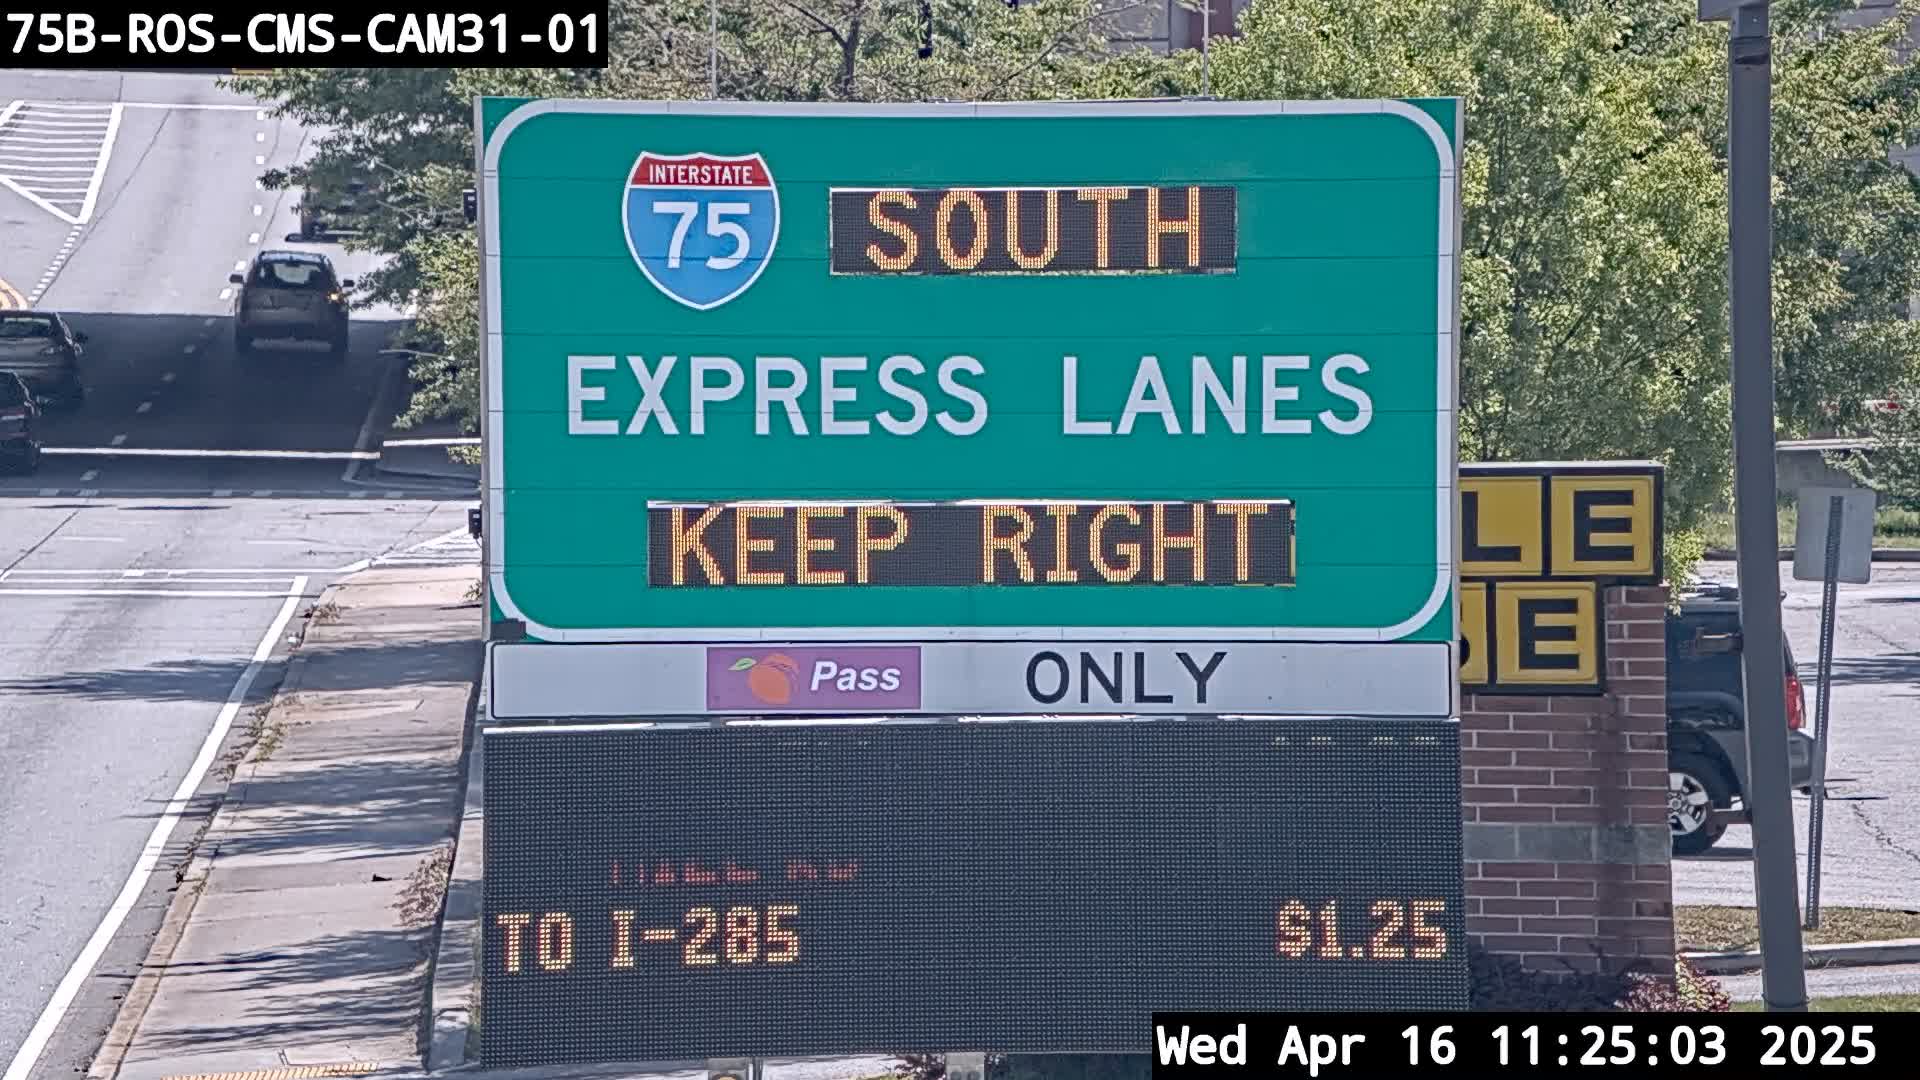 75B-ROS-CMS-CAM31-01
INTERSTATE
75
SOUTH
EXPRESS LANES
KEEP RIGHT
Pass ONLY
TO I-285 $1.25
LE
E
Wed Apr 16 11:25:03 2025